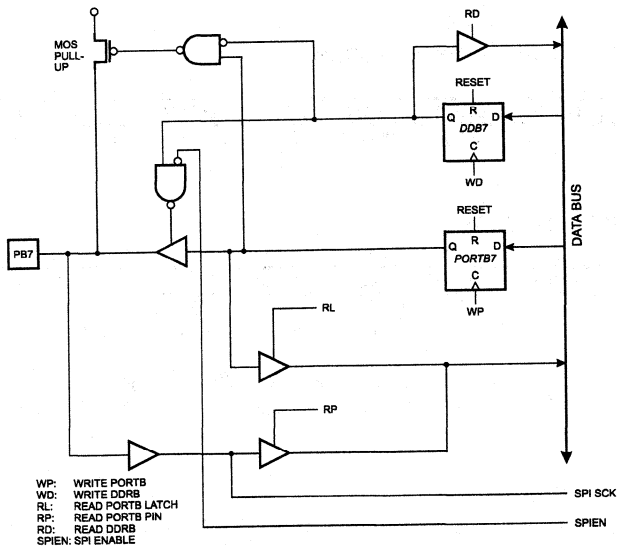 RD
MOS
PULL-
UP
RESET
R
Q
D
DDB7
C
WD
DATA BUS
RESET
R
Q
D
PORTB7
C
WP
PB7
RL
RP
WP: WRITE PORTB
WD: WRITE DDRB
RL: READ PORTB LATCH
RP: READ PORTB PIN
RD: READ DDRB
SPIEN: SPI ENABLE
SPI SCK
SPIEN